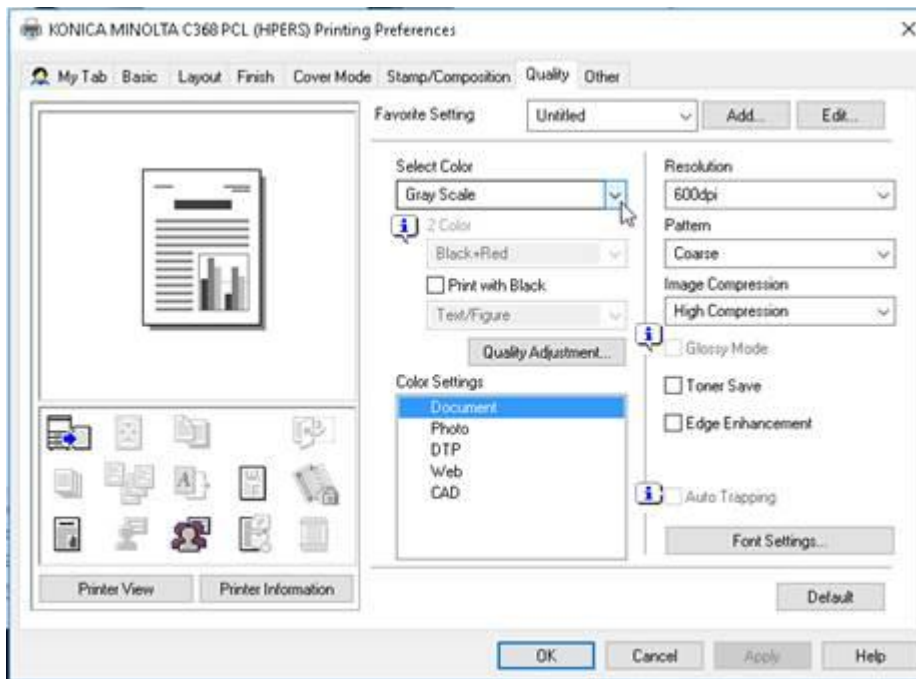 KONICA MINOLTA C368 PCL (HPERS) Printing Preferences
My Tab Basic Layout Finish Cover Mode Stamp/Composition Quality Other
Favorite Setting Untitled Add... Edit...
Select Color
Gray Scale
2 Color
Black+Red
Print with Black
Text/Figure
Quality Adjustment...
Color Settings
Document
Photo
DTP
Web
CAD
Resolution
600dpi
Pattern
Coarse
Image Compression
High Compression
Glossy Mode
Toner Save
Edge Enhancement
Auto Trapping
Font Settings...
Printer View Printer Information
Default
OK Cancel Apply Help